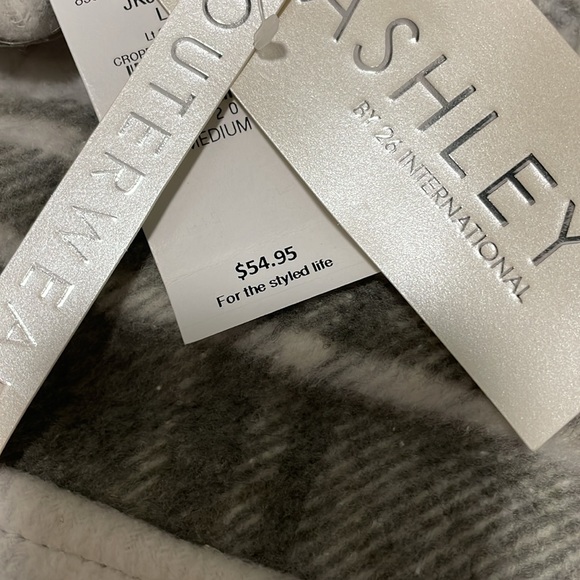 OUTERWEA
MEDIUM
$54.95
For the styled life
ASHLEY
BY 26 INTERNATIONAL